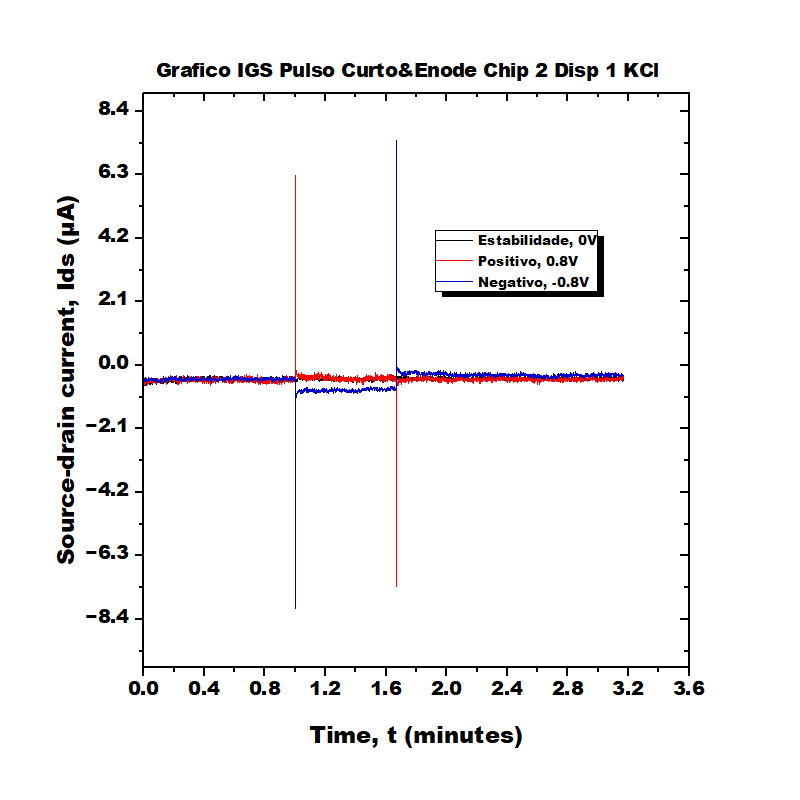 Grafico IGS Pulso Curto&Enode Chip 2 Disp 1 KCl
8.4
6.3
4.2
2.1
0.0
−2.1
−4.2
−6.3
−8.4
Source-drain current, Ids (µA)
Estabilidade, 0V
Positivo, 0.8V
Negativo, -0.8V
0.0 0.4 0.8 1.2 1.6 2.0 2.4 2.8 3.2 3.6
Time, t (minutes)